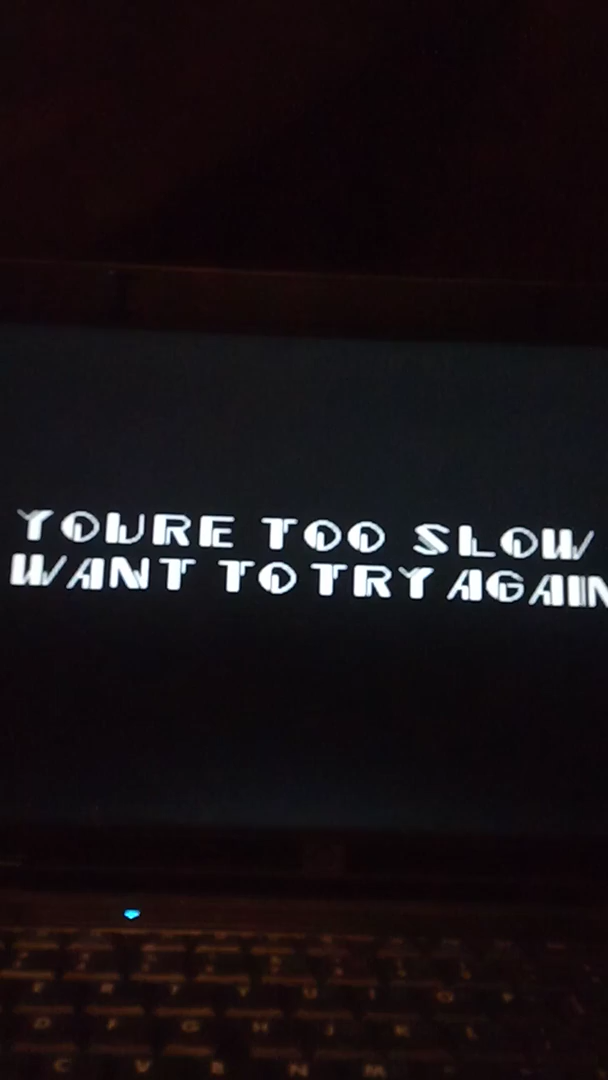 YOURE TOO SLOW
WANT TO TRY AGAIN
E R T Y U I O P
D F G H J K L
C V B N M